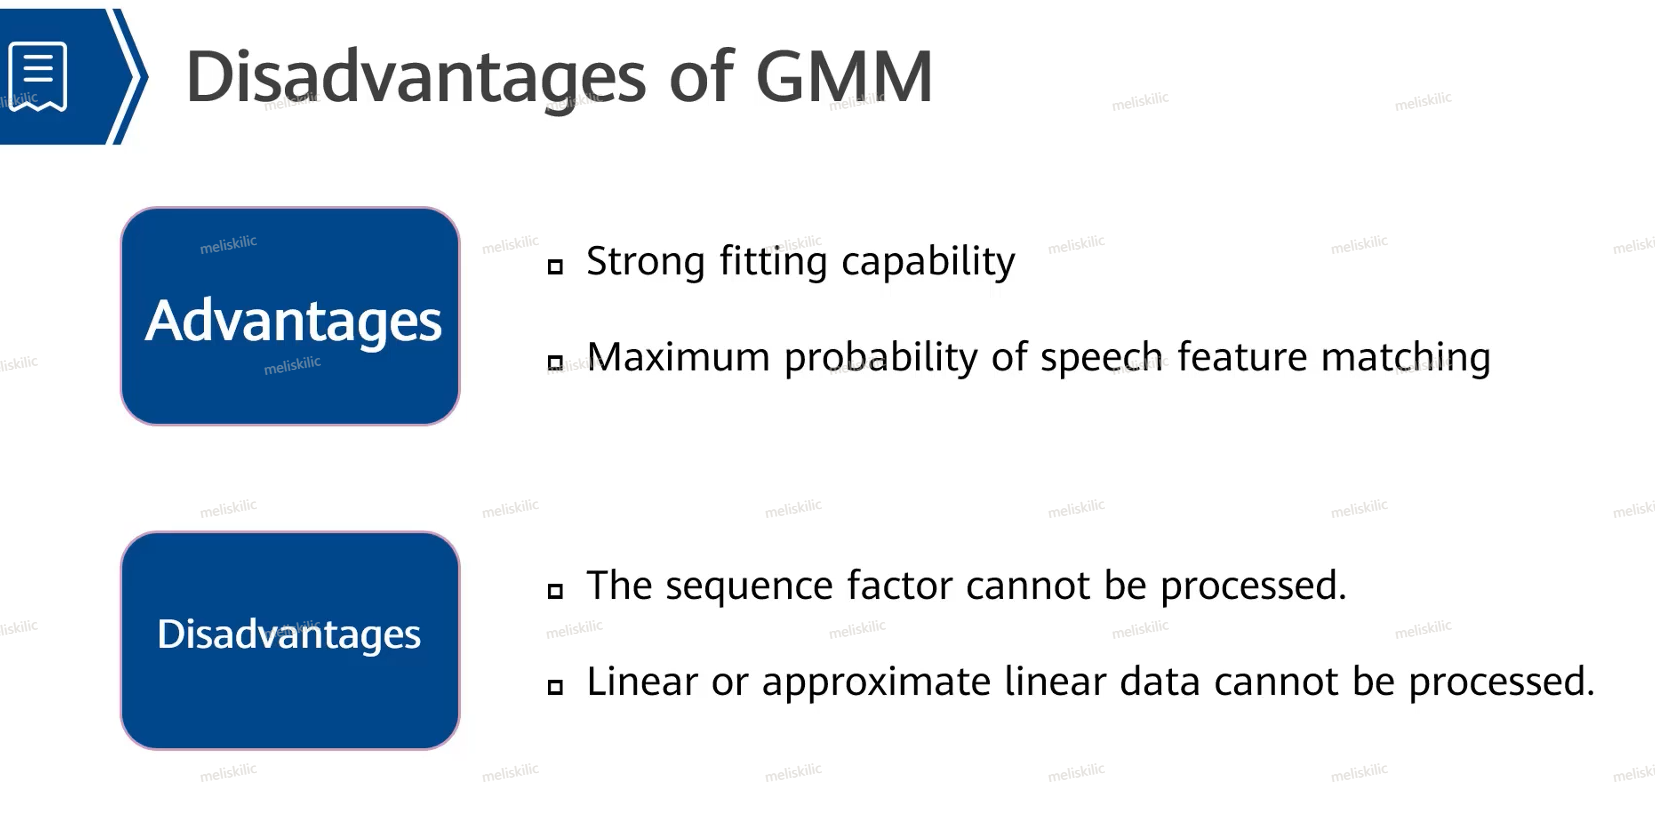 Disadvantages of GMM
Advantages
Strong fitting capability
Maximum probability of speech feature matching
Disadvantages
The sequence factor cannot be processed.
Linear or approximate linear data cannot be processed.
meliskilic